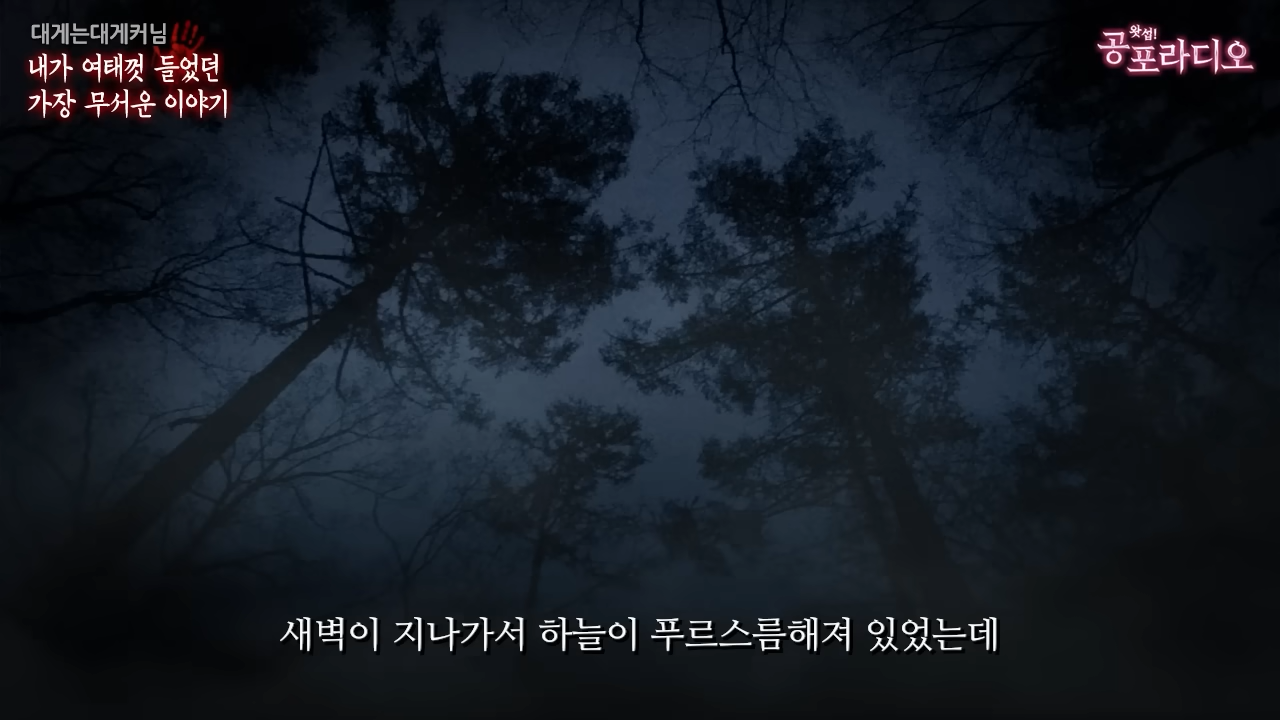 대게는대게커님
내가 여태껏 들었던
가장 무서운 이야기
왓섭!
공포라디오
새벽이 지나가서 하늘이 푸르스름해져 있었는데